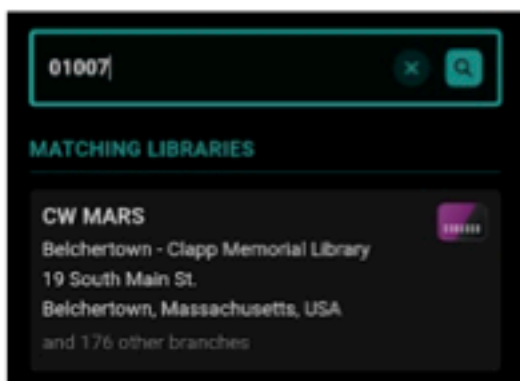 01007
MATCHING LIBRARIES
CW MARS
Belchertown - Clapp Memorial Library
19 South Main St.
Belchertown, Massachusetts, USA
and 176 other branches